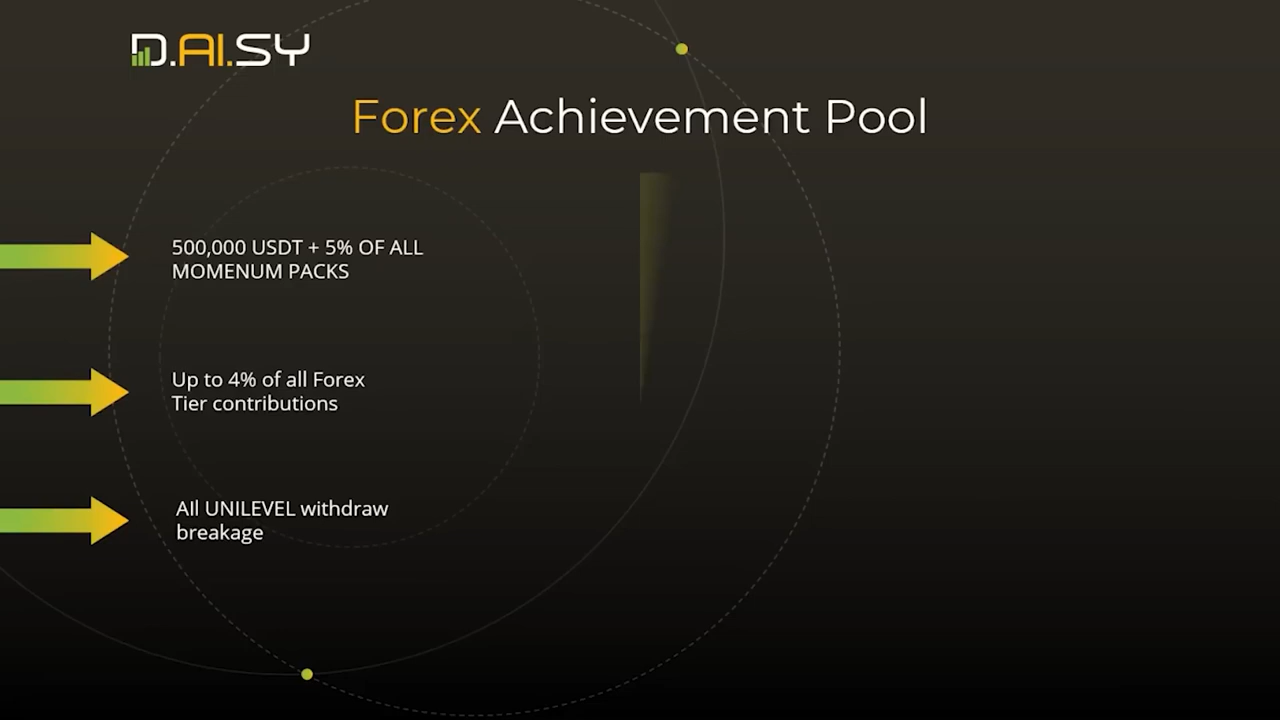 D.AI.SY
Forex Achievement Pool
500,000 USDT + 5% OF ALL
MOMENUM PACKS
Up to 4% of all Forex
Tier contributions
All UNILEVEL withdraw
breakage